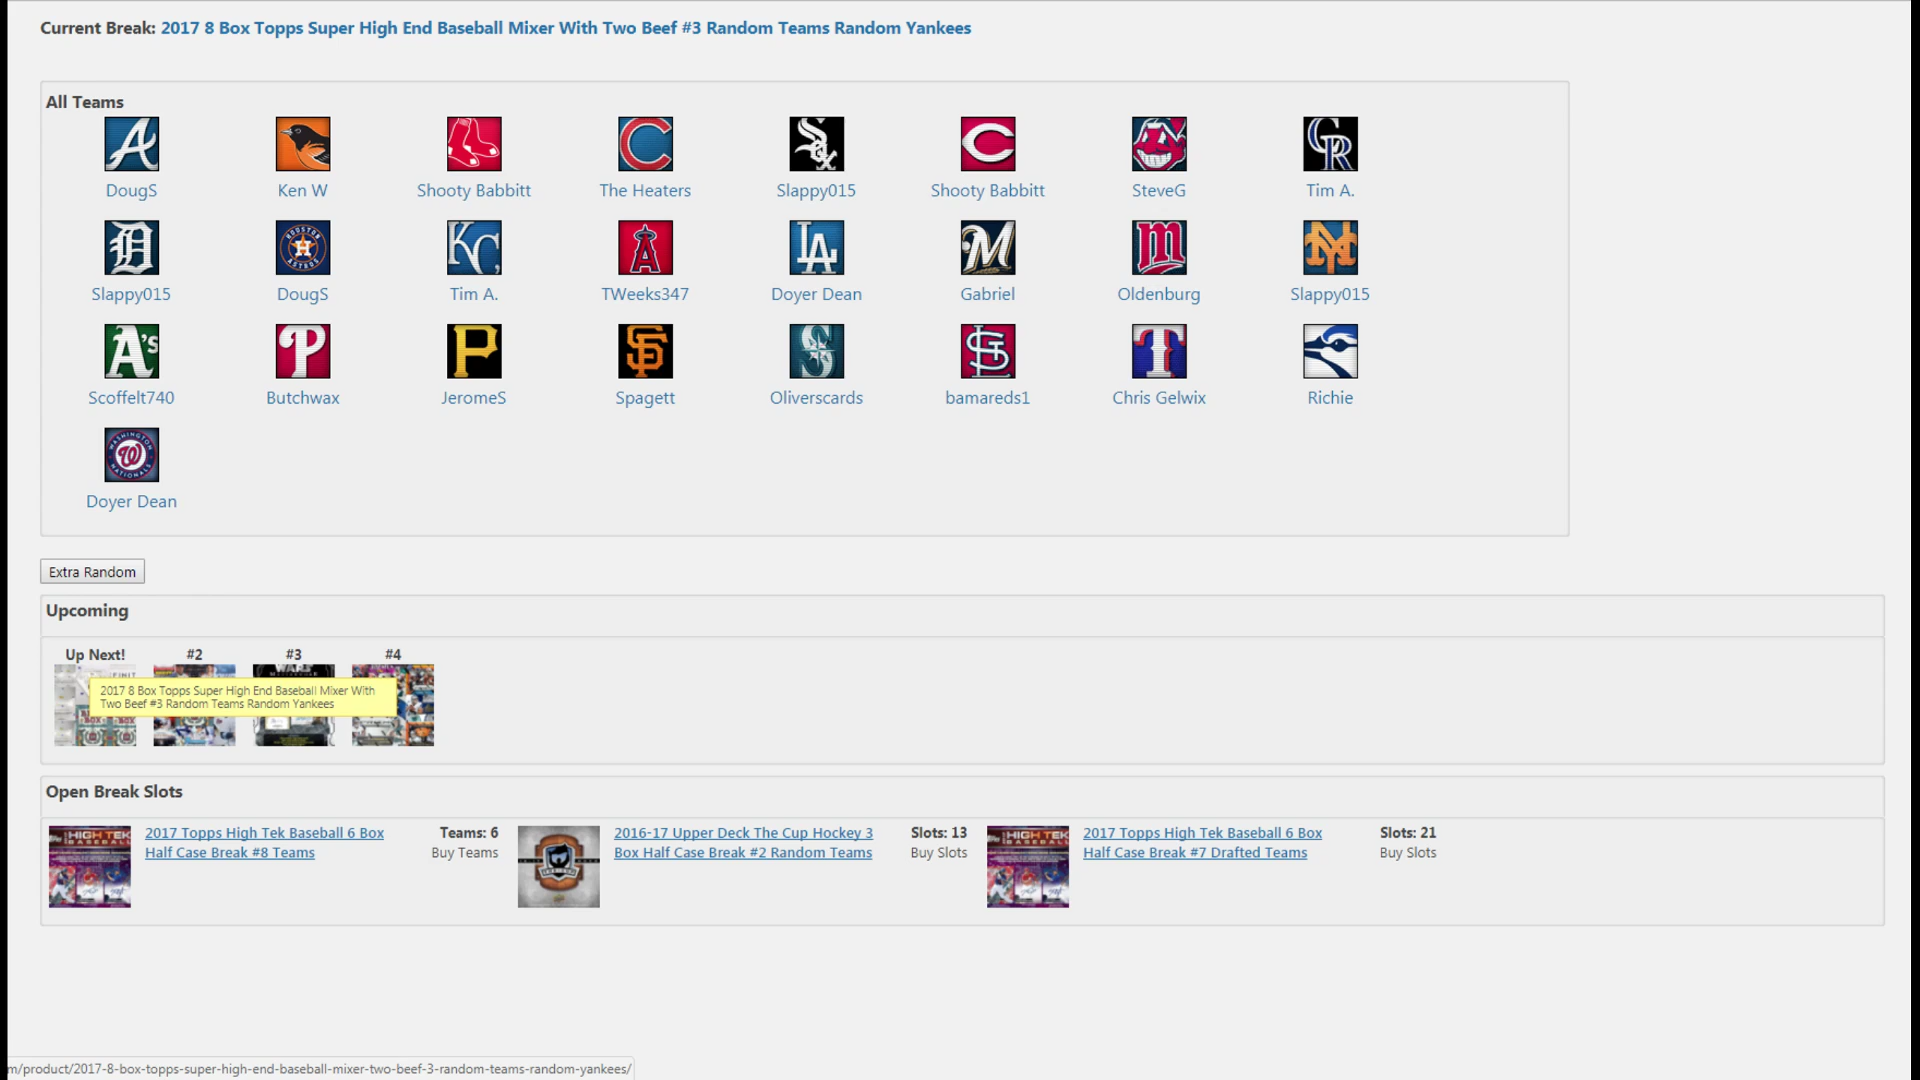 Current Break: 2017 8 Box Topps Super High End Baseball Mixer With Two Beef #3 Random Teams Random Yankees
All Teams
DougS
Ken W
Shooty Babbitt
The Heaters
Slappy015
Shooty Babbitt
SteveG
Tim A.
Slappy015
DougS
Tim A.
TWeeks347
Doyer Dean
Gabriel
Oldenburg
Slappy015
Scoffelt740
Butchwax
JeromeS
Spagett
Oliverscards
bamareds1
Chris Gelwix
Richie
Doyer Dean
Extra Random
Upcoming
Up Next!
#2
#3
#4
2017 8 Box Topps Super High End Baseball Mixer With
Two Beef #3 Random Teams Random Yankees
Open Break Slots
2017 Topps High Tek Baseball 6 Box
Half Case Break #8 Teams
Teams: 6
Buy Teams
2016-17 Upper Deck The Cup Hockey 3
Box Half Case Break #2 Random Teams
Slots: 13
Buy Slots
2017 Topps High Tek Baseball 6 Box
Half Case Break #7 Drafted Teams
Slots: 21
Buy Slots
m/product/2017-8-box-topps-super-high-end-baseball-mixer-two-beef-3-random-teams-random-yankees/